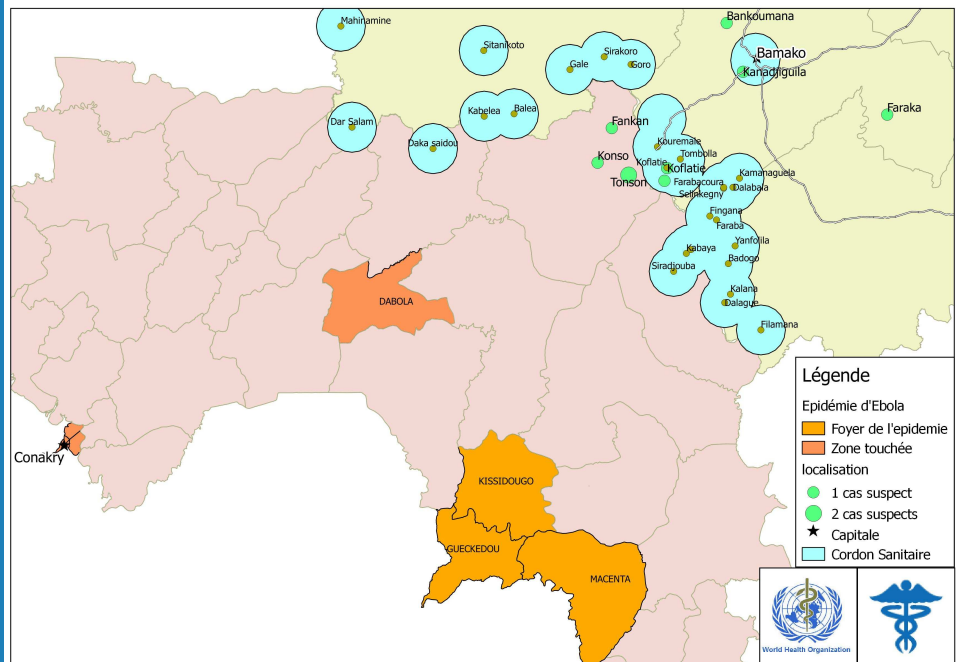 Mahinamine
Bankoumana
Sitanikoto
Sirakoro
Gale
Goro
Bamako
Kanadjiguila
Faraka
Kabelea
Balea
Dar Salam
Fankan
Daka saidou
Kouremale
Konso
Koflatie
Tombolla
Koflatie
Tonson
Farabacoura
Kamanaguela
Selinkegny
Dalabala
Fingana
Faraba
Kabaya
Yanfolila
Siradjouba
Badogo
Kalana
Dalague
Filamana
DABOLA
Conakry
KISSIDOUGO
GUECKEDOU
MACENTA
Légende
Epidémie d'Ebola
Foyer de l'epidemie
Zone touchée
localisation
1 cas suspect
2 cas suspects
Capitale
Cordon Sanitaire
World Health Organization